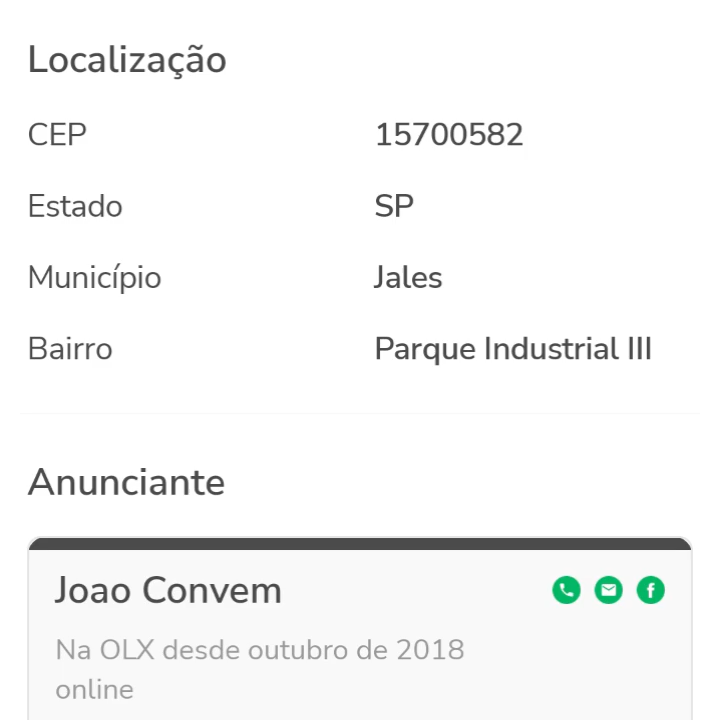 Localização
CEP 15700582
Estado SP
Município Jales
Bairro Parque Industrial III
Anunciante
Joao Convem
Na OLX desde outubro de 2018
online